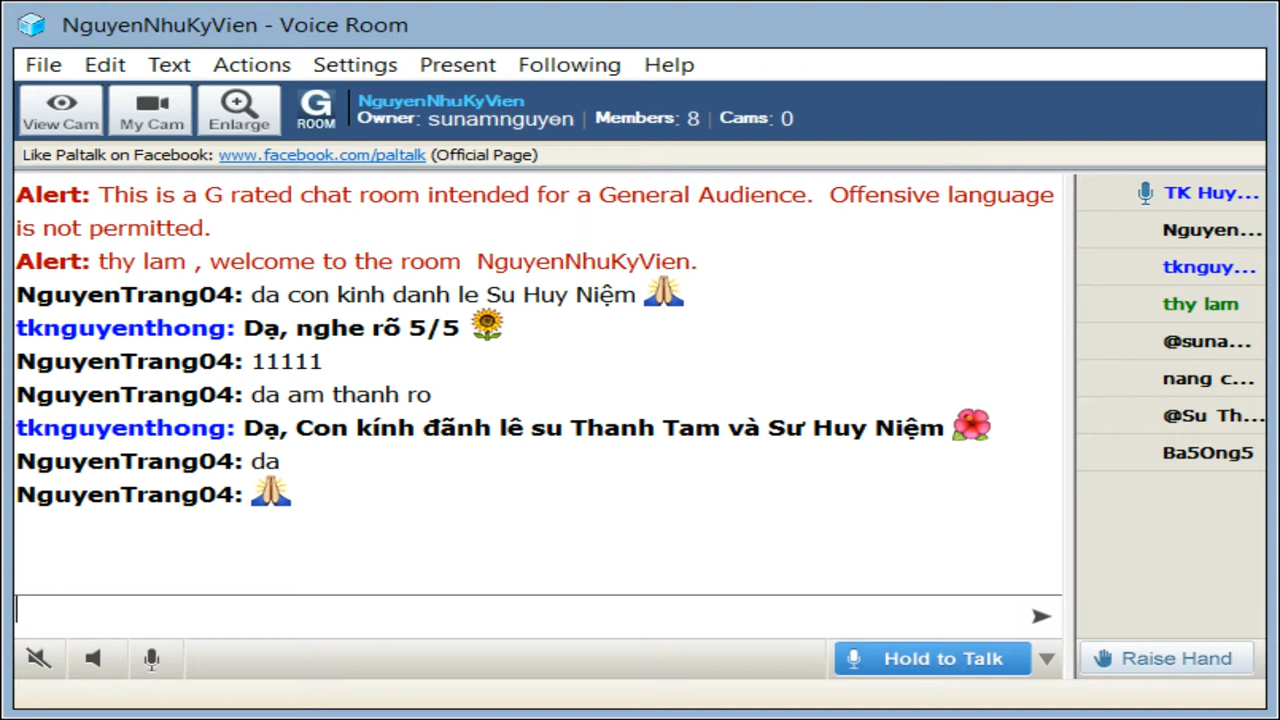 NguyenNhuKyVien - Voice Room
File Edit Text Actions Settings Present Following Help
View Cam My Cam Enlarge G ROOM
NguyenNhuKyVien
Owner: sunamnguyen | Members: 8 | Cams: 0
Like Paltalk on Facebook: www.facebook.com/paltalk (Official Page)
Alert: This is a G rated chat room intended for a General Audience. Offensive language
is not permitted.
Alert: thy lam , welcome to the room NguyenNhuKyVien.
NguyenTrang04: da con kinh danh le Su Huy Niệm
tknguyenthong: Dạ, nghe rõ 5/5
NguyenTrang04: 11111
NguyenTrang04: da am thanh ro
tknguyenthong: Dạ, Con kính đãnh lê su Thanh Tam và Sư Huy Niệm
NguyenTrang04: da
NguyenTrang04:
TK Huy...
Nguyen...
tknguy...
thy lam
@suna...
nang c...
@Su Th...
Ba5Ong5
Hold to Talk
Raise Hand